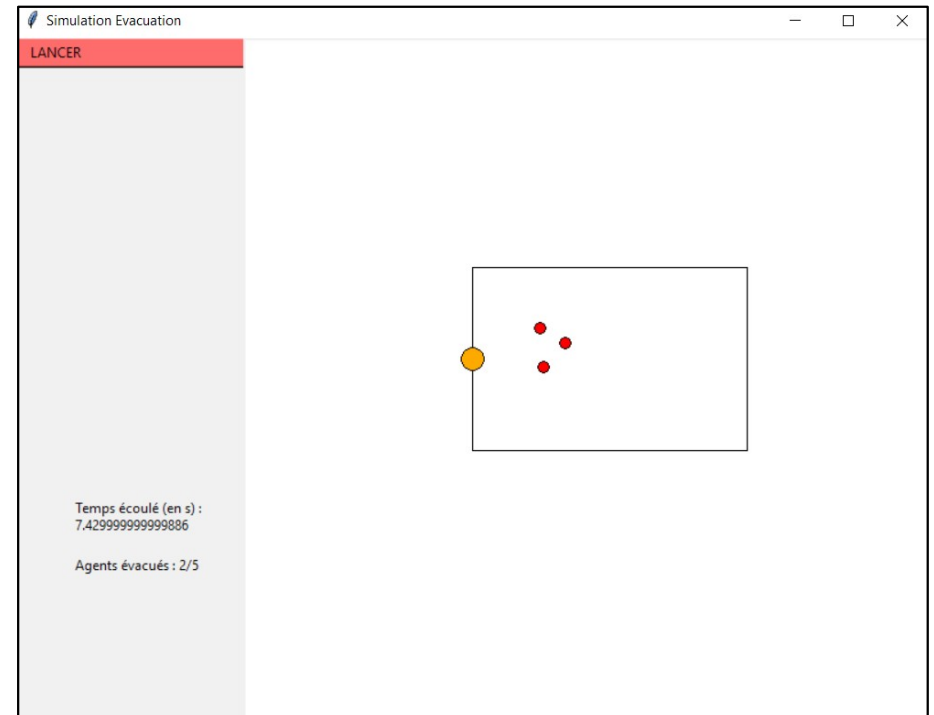 Simulation Evacuation
LANCER
Temps écoulé (en s) :
7.429999999999886
Agents évacués : 2/5